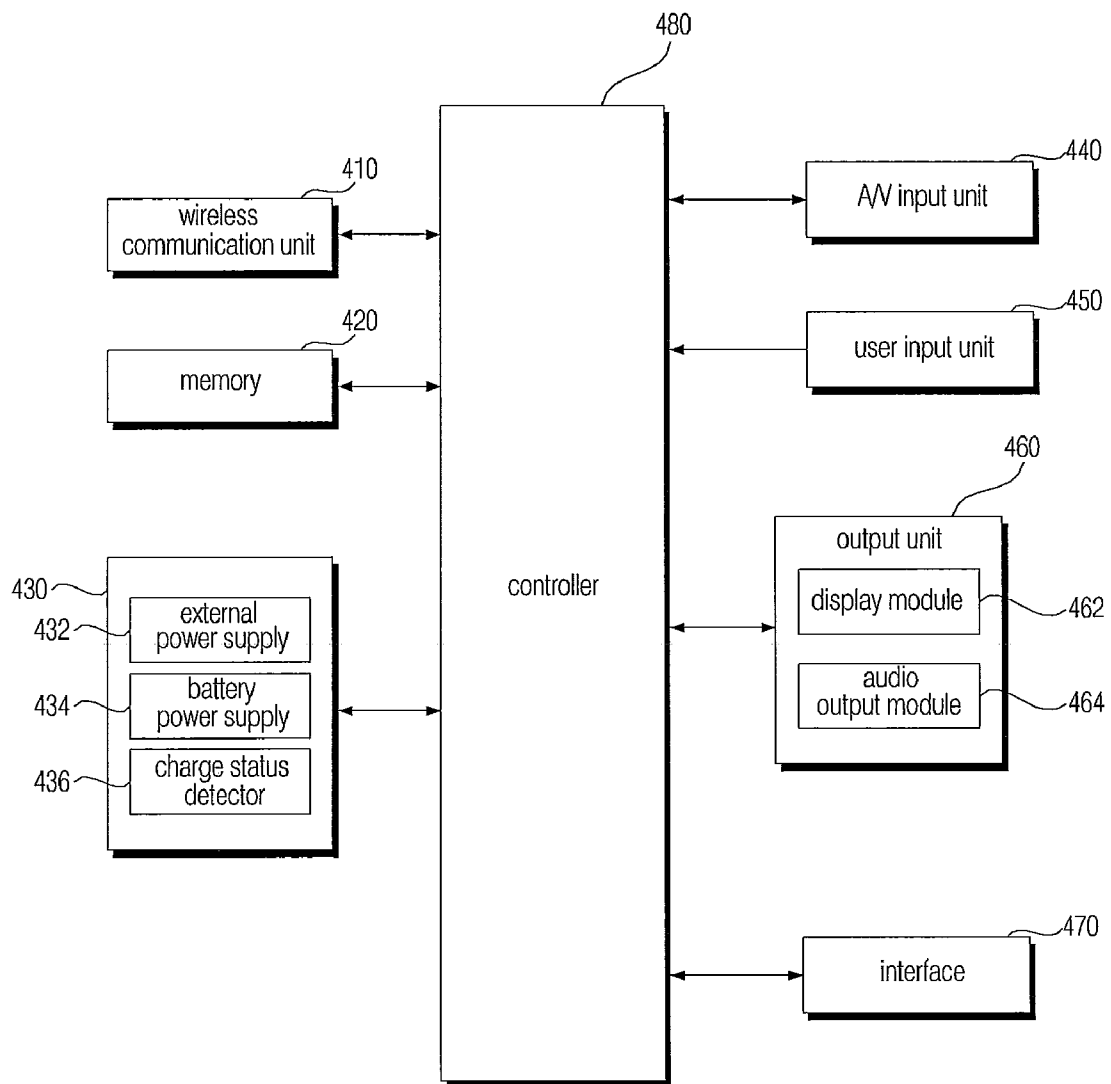 480
410
wireless
communication unit
420
memory
430
432
external
power supply
434
battery
power supply
436
charge status
detector
controller
440
A/V input unit
450
user input unit
460
output unit
display module
462
audio
output module
464
470
interface